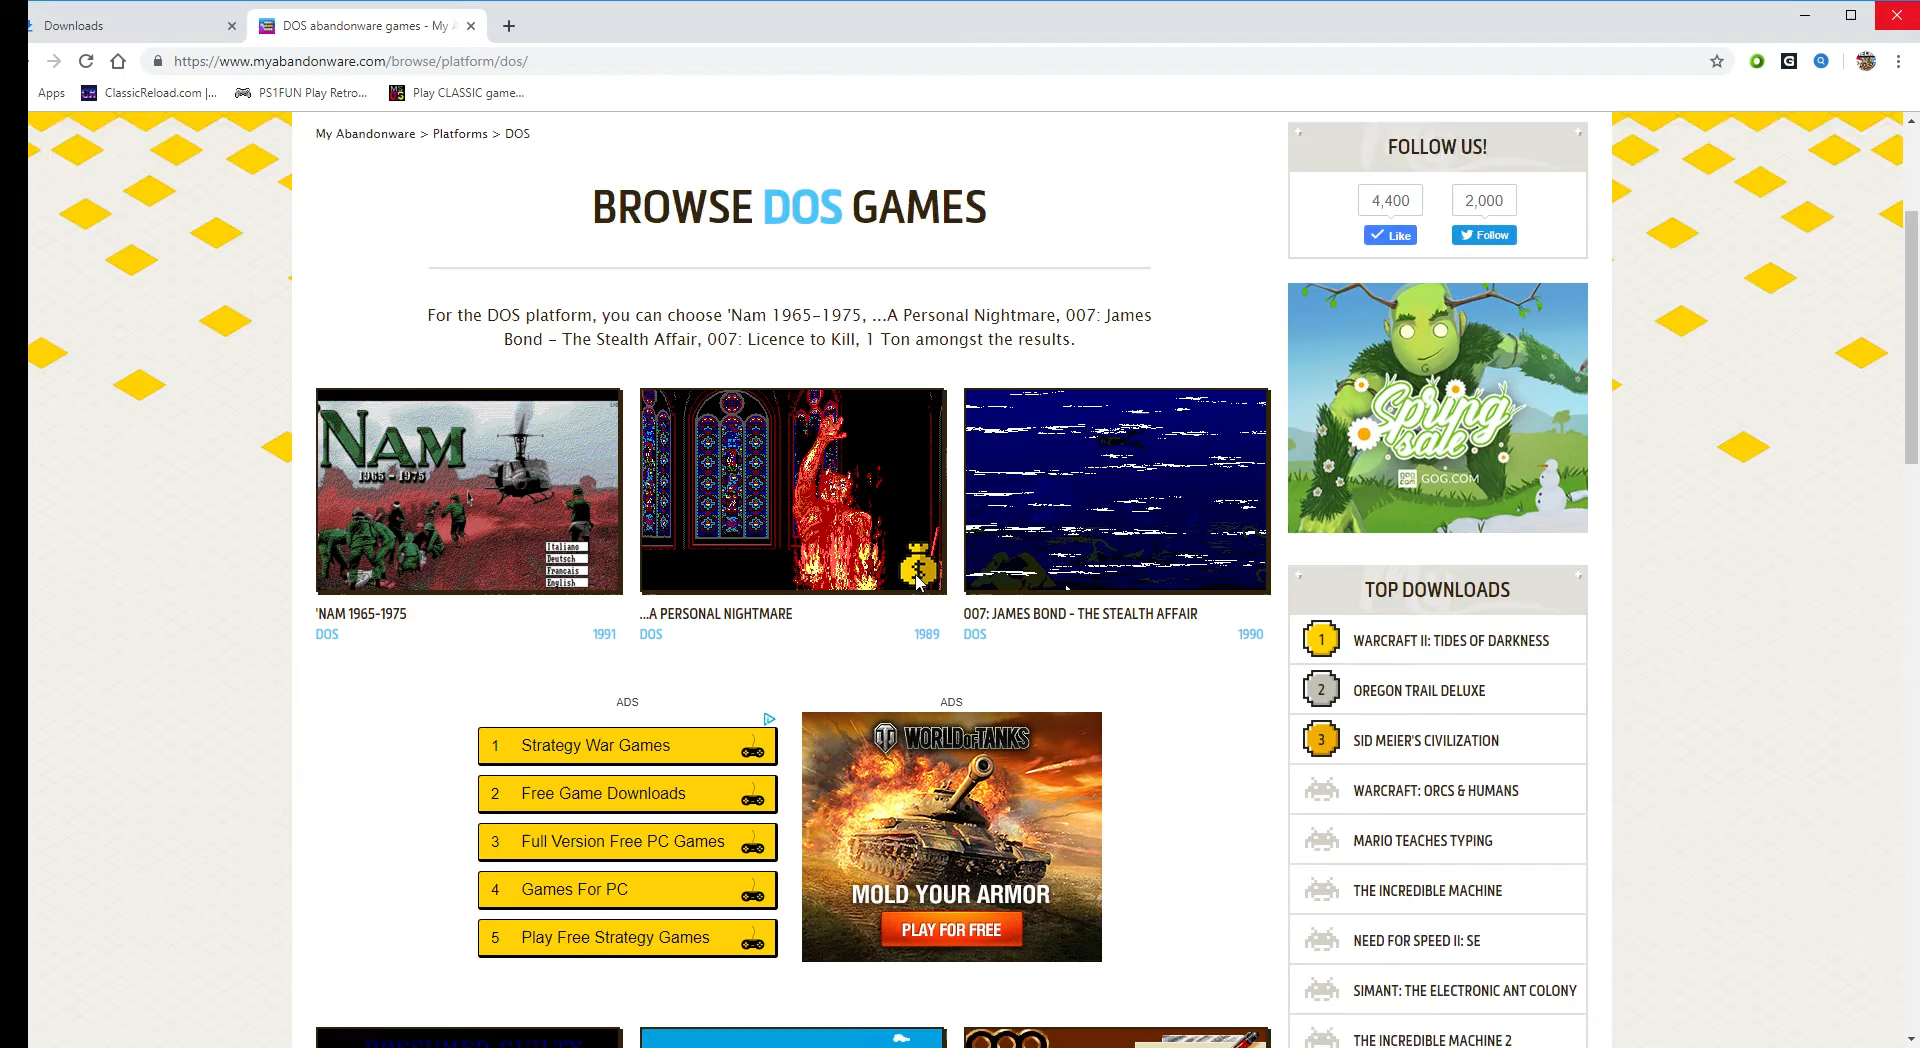 Downloads
DOS abandonware games - My A
https://www.myabandonware.com/browse/platform/dos/
Apps
ClassicReload.com |...
PS1FUN Play Retro...
Play CLASSIC game...
My Abandonware > Platforms > DOS
BROWSE DOS GAMES
For the DOS platform, you can choose 'Nam 1965-1975, ...A Personal Nightmare, 007: James
Bond - The Stealth Affair, 007: Licence to Kill, 1 Ton amongst the results.
NAM
1965 - 1975
Italiano
Deutsch
Francais
English
'NAM 1965-1975
DOS 1991
...A PERSONAL NIGHTMARE
DOS 1989
007: JAMES BOND - THE STEALTH AFFAIR
DOS 1990
ADS
1 Strategy War Games
2 Free Game Downloads
3 Full Version Free PC Games
4 Games For PC
5 Play Free Strategy Games
ADS
WORLD OF TANKS
MOLD YOUR ARMOR
PLAY FOR FREE
FOLLOW US!
4,400
2,000
Like
Follow
Spring
sale
GOG.COM
GOG.COM
TOP DOWNLOADS
1 WARCRAFT II: TIDES OF DARKNESS
2 OREGON TRAIL DELUXE
3 SID MEIER'S CIVILIZATION
WARCRAFT: ORCS & HUMANS
MARIO TEACHES TYPING
THE INCREDIBLE MACHINE
NEED FOR SPEED II: SE
SIMANT: THE ELECTRONIC ANT COLONY
THE INCREDIBLE MACHINE 2
PRESUMED GUILTY